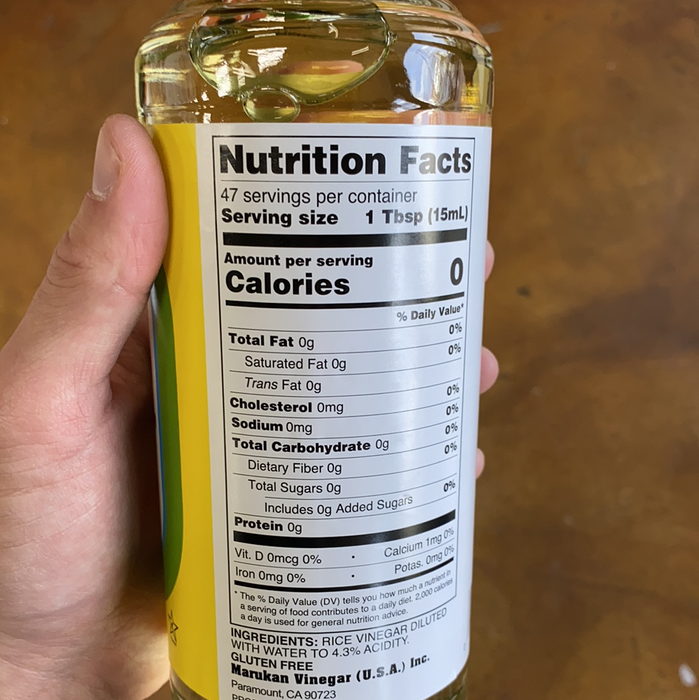 Nutrition Facts
47 servings per container
Serving size 1 Tbsp (15mL)
Amount per serving
Calories 0
% Daily Value*
Total Fat 0g 0%
Saturated Fat 0g 0%
Trans Fat 0g
Cholesterol 0mg 0%
Sodium 0mg 0%
Total Carbohydrate 0g 0%
Dietary Fiber 0g 0%
Total Sugars 0g
Includes 0g Added Sugars 0%
Protein 0g
Vit. D 0mcg 0% • Calcium 1mg 0%
Iron 0mg 0% • Potas. 0mg 0%
* The % Daily Value (DV) tells you how much a nutrient in
a serving of food contributes to a daily diet. 2,000 calories
a day is used for general nutrition advice.
INGREDIENTS: RICE VINEGAR DILUTED
WITH WATER TO 4.3% ACIDITY.
GLUTEN FREE
Marukan Vinegar (U.S.A.) Inc.
Paramount, CA 90723